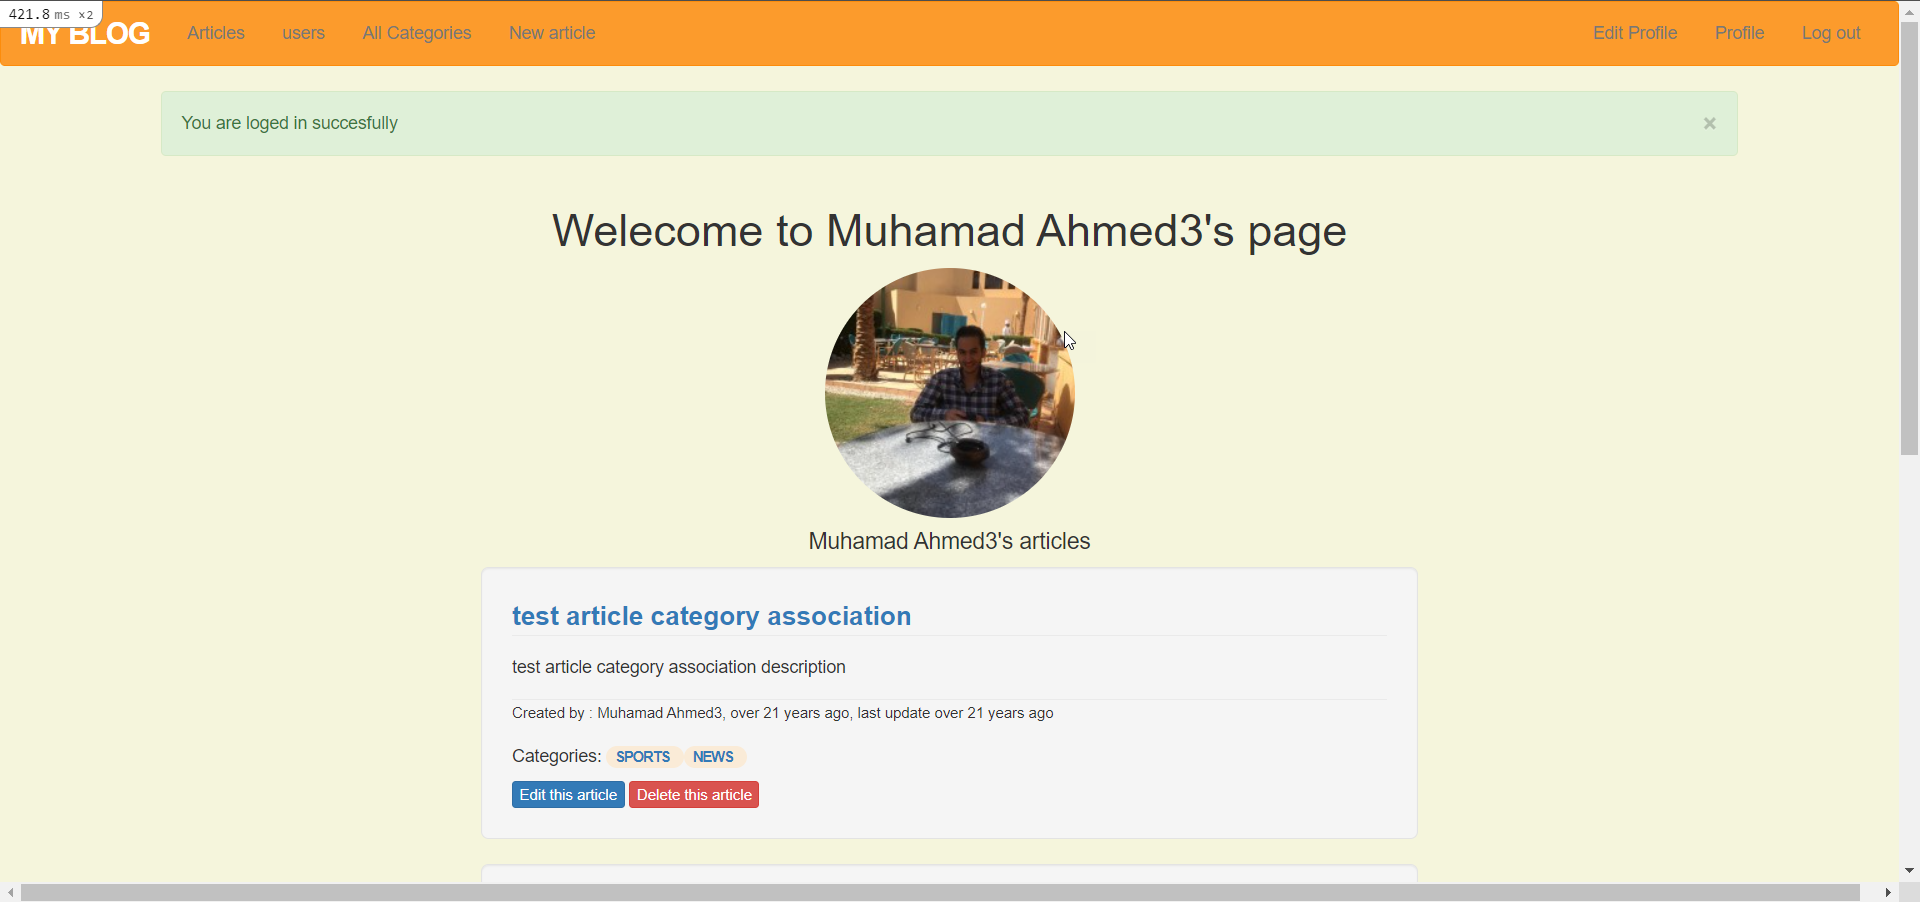 421.8 ms ×2
MY BLOG Articles users All Categories New article Edit Profile Profile Log out
You are loged in succesfully ×
Welecome to Muhamad Ahmed3's page
Muhamad Ahmed3's articles
test article category association
test article category association description
Created by : Muhamad Ahmed3, over 21 years ago, last update over 21 years ago
Categories: SPORTS NEWS
Edit this article Delete this article